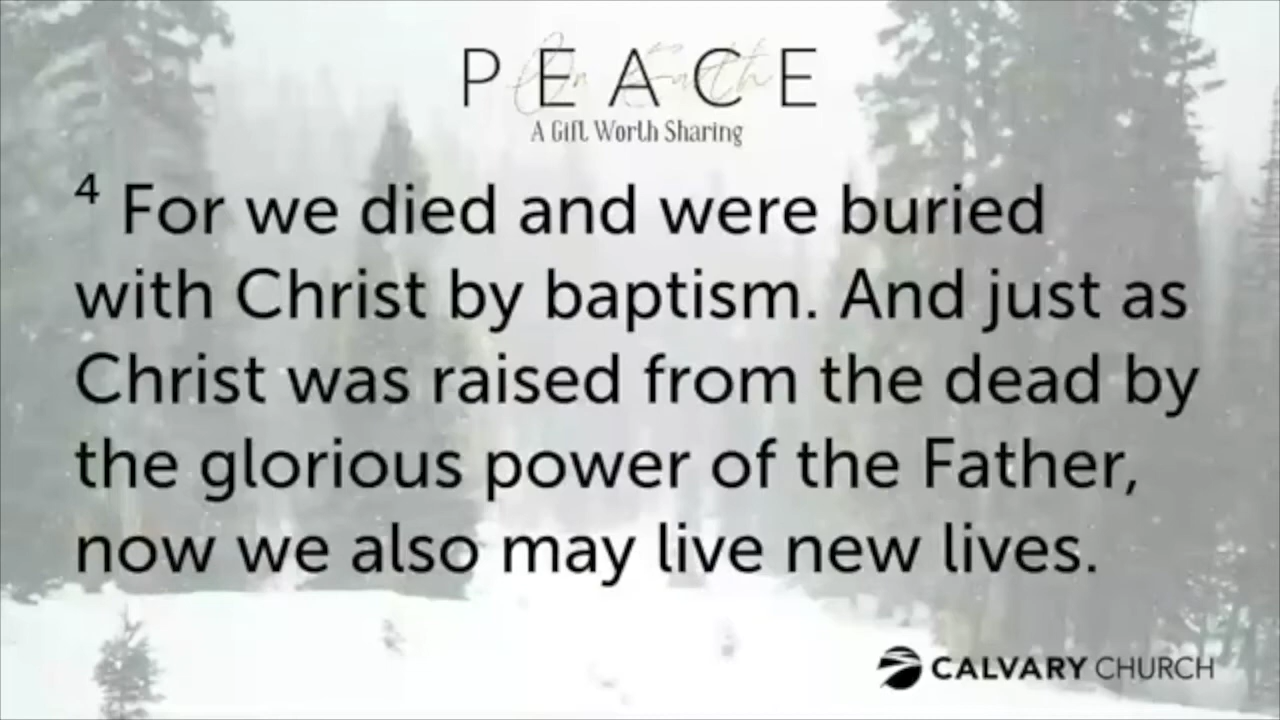 PEACE
On Earth
A Gift Worth Sharing
4 For we died and were buried
with Christ by baptism. And just as
Christ was raised from the dead by
the glorious power of the Father,
now we also may live new lives.
CALVARY CHURCH